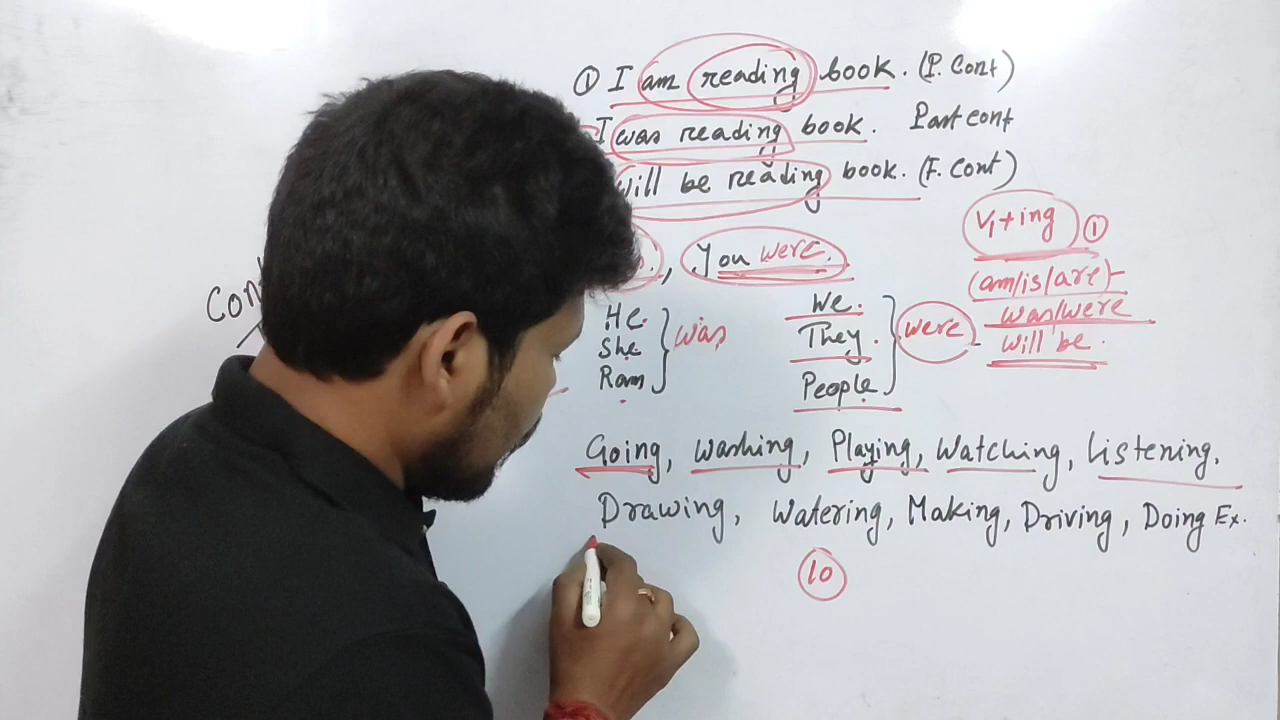 ① I am reading book. (P. Cont)
I was reading book. Past cont
will be reading book. (F. Cont)
V₁+ing ①
, You were.
(am/is/are)-
was/were
will be.
Con
He.
She
Ram
was
We.
They.
People.
were -
Going, Washing, Playing, Watching, Listening.
Drawing, Watering, Making, Driving, Doing Ex.
10